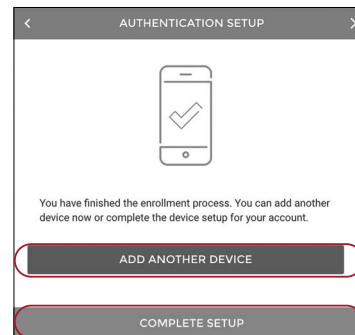 AUTHENTICATION SETUP
You have finished the enrollment process. You can add another
device now or complete the device setup for your account.
ADD ANOTHER DEVICE
COMPLETE SETUP